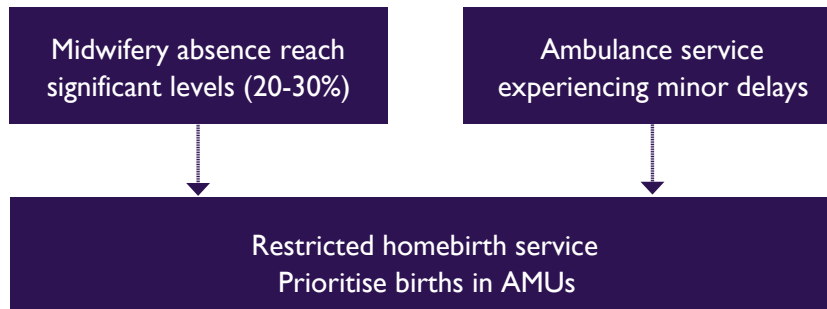 Midwifery absence reach
significant levels (20-30%)
Ambulance service
experiencing minor delays
Restricted homebirth service
Prioritise births in AMUs